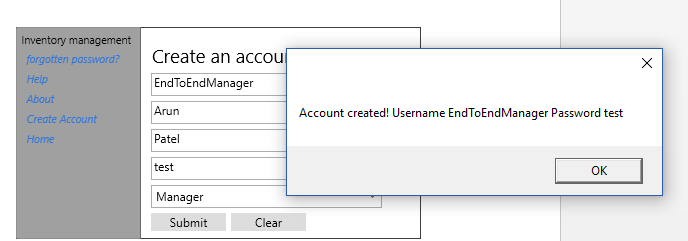 Inventory management
forgotten password?
Help
About
Create Account
Home
Create an accou
EndToEndManager
Arun
Patel
test
Manager
Submit Clear
Account created! Username EndToEndManager Password test
OK